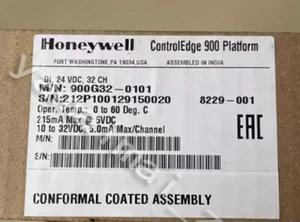 Honeywell ControlEdge 900 Platform
FORT WASHINGTON, PA 19034, USA ASSEMBLED IN INDIA
DI, 24 VDC, 32 CH
M/N: 900G32-0101
S/N:212P100129150020 8229-001
Oper. Temp.: 0 to 60 Deg. C
215mA Max @ 6VDC
10 to 32VDC, 5.0mA Max/Channel
M/N:
S/N:
EAC
CONFORMAL COATED ASSEMBLY